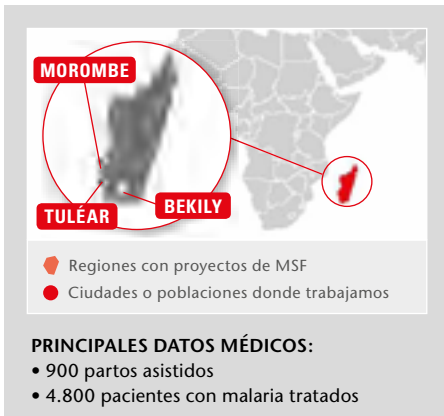 MOROMBE
TULÉAR
BEKILY
Regiones con proyectos de MSF
Ciudades o poblaciones donde trabajamos
PRINCIPALES DATOS MÉDICOS:
• 900 partos asistidos
• 4.800 pacientes con malaria tratados